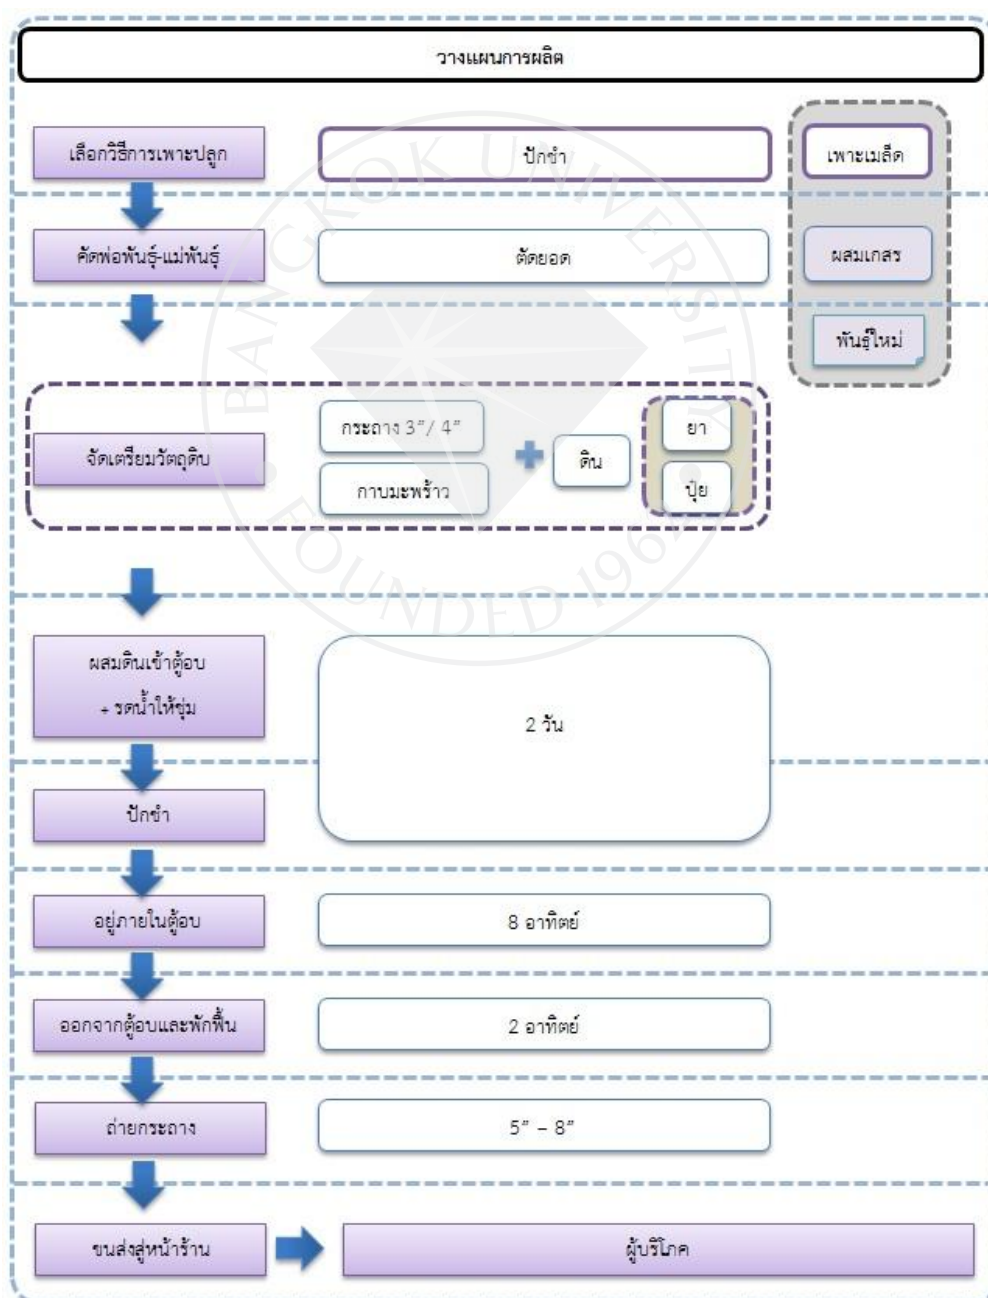 วางแผนการผลิต
เลือกวิธีการเพาะปลูก
ปักชำ
เพาะเมล็ด
คัดพ่อพันธุ์-แม่พันธุ์
ตัดยอด
ผสมเกสร
พันธุ์ใหม่
จัดเตรียมวัตถุดิบ
กระถาง 3″/ 4″
กาบมะพร้าว
ดิน
ยา
ปุ๋ย
ผสมดินเข้าตู้อบ
+ รดน้ำให้ชุ่ม
2 วัน
ปักชำ
อยู่ภายในตู้อบ
8 อาทิตย์
ออกจากตู้อบและพักฟื้น
2 อาทิตย์
ถ่ายกระถาง
5″ – 8″
ขนส่งสู่หน้าร้าน
ผู้บริโภค
BANGKOK UNIVERSITY
FOUNDED 1962